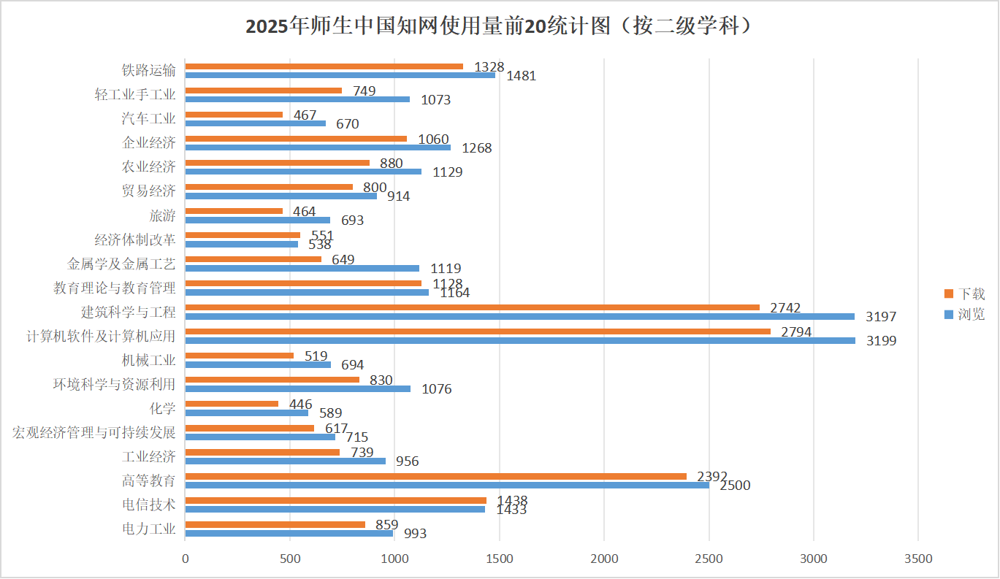 2025年师生中国知网使用量前20统计图（按二级学科）
铁路运输 1328 1481
轻工业手工业 749 1073
汽车工业 467 670
企业经济 1060 1268
农业经济 880 1129
贸易经济 800 914
旅游 464 693
经济体制改革 551 538
金属学及金属工艺 649 1119
教育理论与教育管理 1128 1164
建筑科学与工程 2742 3197
计算机软件及计算机应用 2794 3199
机械工业 519 694
环境科学与资源利用 830 1076
化学 446 589
宏观经济管理与可持续发展 617 715
工业经济 739 956
高等教育 2392 2500
电信技术 1438 1433
电力工业 859 993
0 500 1000 1500 2000 2500 3000 3500
下载
浏览